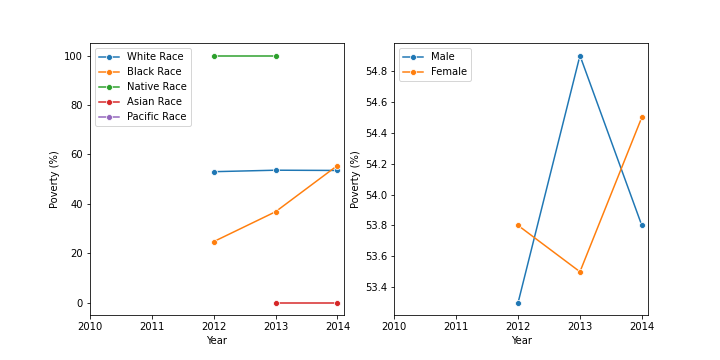 White Race
Black Race
Native Race
Asian Race
Pacific Race
100
80
60
40
20
0
Poverty (%)
2010 2011 2012 2013 2014
Year
Male
Female
54.8
54.6
54.4
54.2
54.0
53.8
53.6
53.4
Poverty (%)
2010 2011 2012 2013 2014
Year